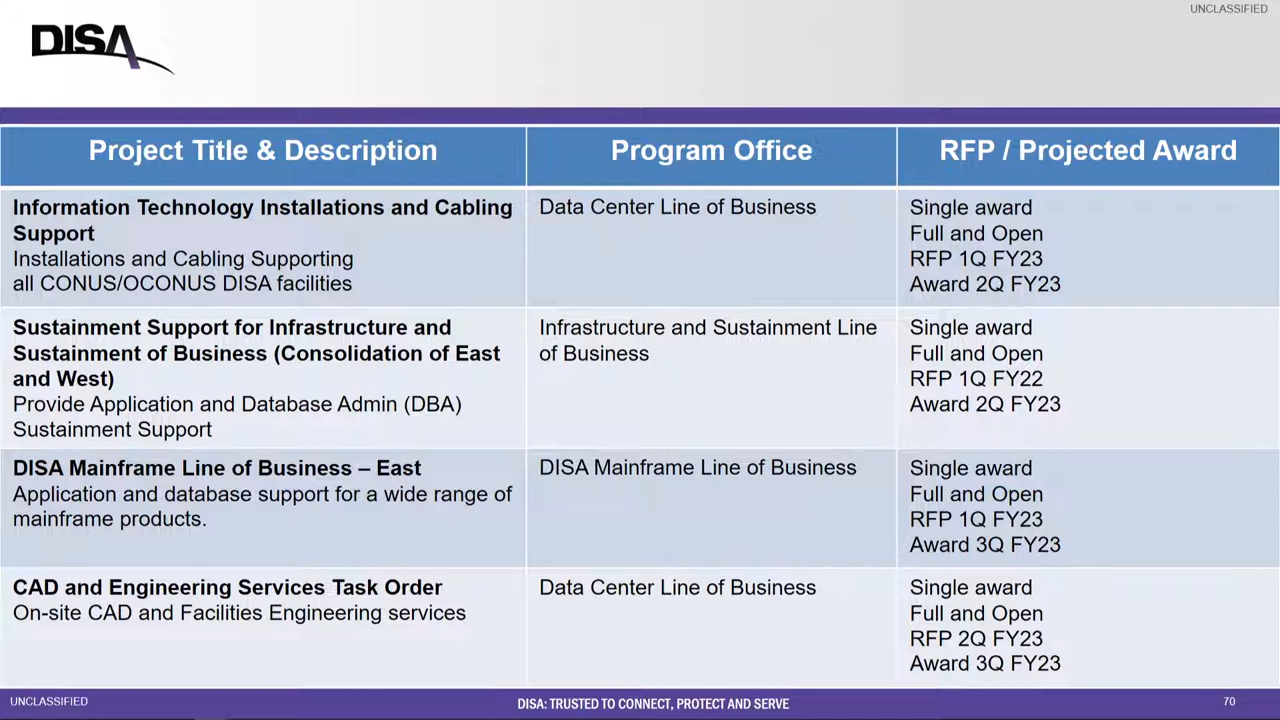 UNCLASSIFIED
DISA
Project Title & Description
Program Office
RFP / Projected Award
Information Technology Installations and Cabling
Support
Installations and Cabling Supporting
all CONUS/OCONUS DISA facilities
Data Center Line of Business
Single award
Full and Open
RFP 1Q FY23
Award 2Q FY23
Sustainment Support for Infrastructure and
Sustainment of Business (Consolidation of East
and West)
Provide Application and Database Admin (DBA)
Sustainment Support
Infrastructure and Sustainment Line
of Business
Single award
Full and Open
RFP 1Q FY22
Award 2Q FY23
DISA Mainframe Line of Business – East
Application and database support for a wide range of
mainframe products.
DISA Mainframe Line of Business
Single award
Full and Open
RFP 1Q FY23
Award 3Q FY23
CAD and Engineering Services Task Order
On-site CAD and Facilities Engineering services
Data Center Line of Business
Single award
Full and Open
RFP 2Q FY23
Award 3Q FY23
UNCLASSIFIED
DISA: TRUSTED TO CONNECT, PROTECT AND SERVE
70